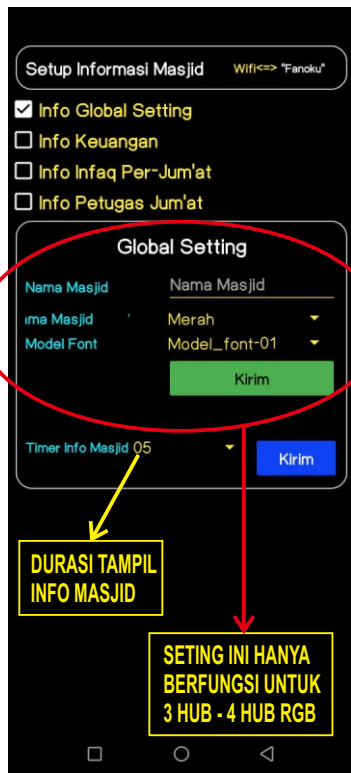 Setup Informasi Masjid Wifi<=> "Fanoku"
Info Global Setting
Info Keuangan
Info Infaq Per-Jum'at
Info Petugas Jum'at
Global Setting
Nama Masjid Nama Masjid
ıma Masjid ' Merah
Model Font Model_font-01
Kirim
Timer Info Masjid 05
Kirim
DURASI TAMPIL
INFO MASJID
SETING INI HANYA
BERFUNGSI UNTUK
3 HUB - 4 HUB RGB